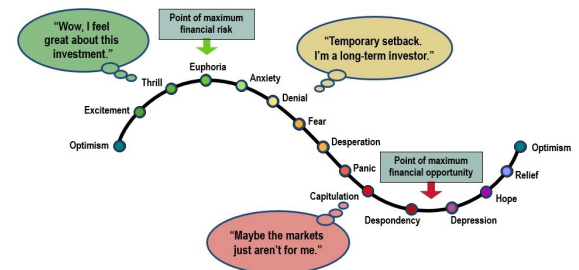 “Wow, I feel
great about this
investment.”
Point of maximum
financial risk
“Temporary setback.
I’m a long-term investor.”
Euphoria
Thrill
Anxiety
Excitement
Denial
Fear
Optimism
Desperation
Panic
Point of maximum
financial opportunity
Optimism
Relief
Capitulation
Hope
Despondency
Depression
“Maybe the markets
just aren’t for me.”